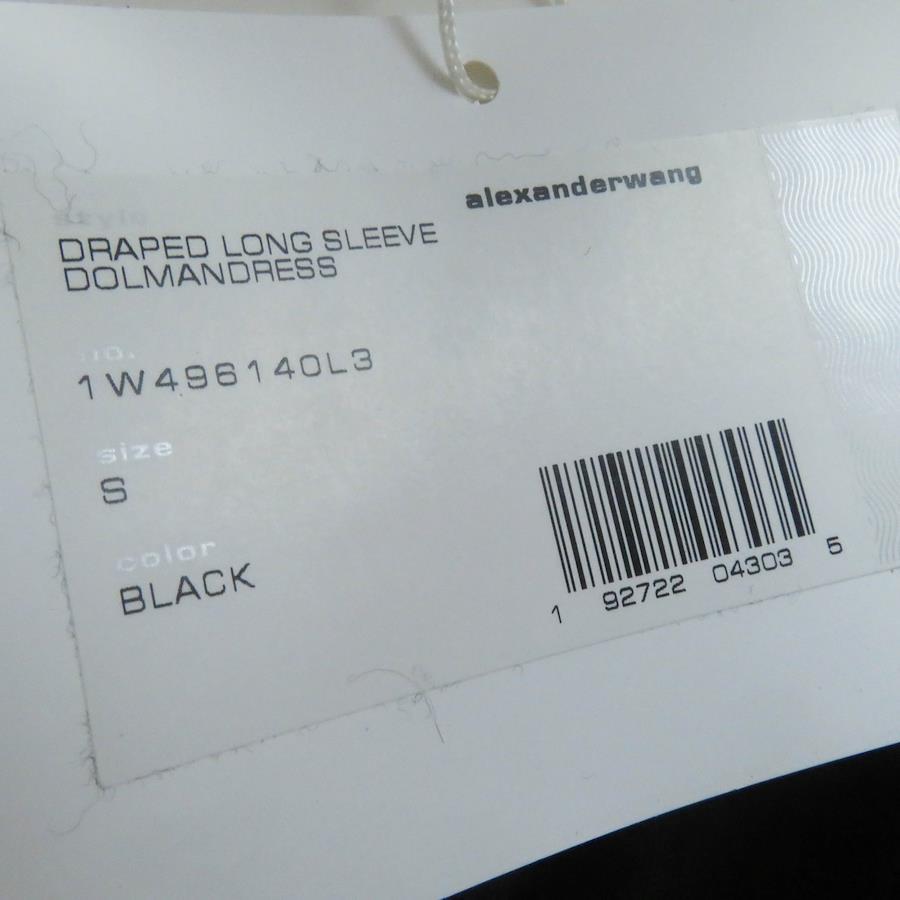 alexanderwang
style
DRAPED LONG SLEEVE
DOLMANDRESS
no.
1W496140L3
size
S
color
BLACK
1 92722 04303 5